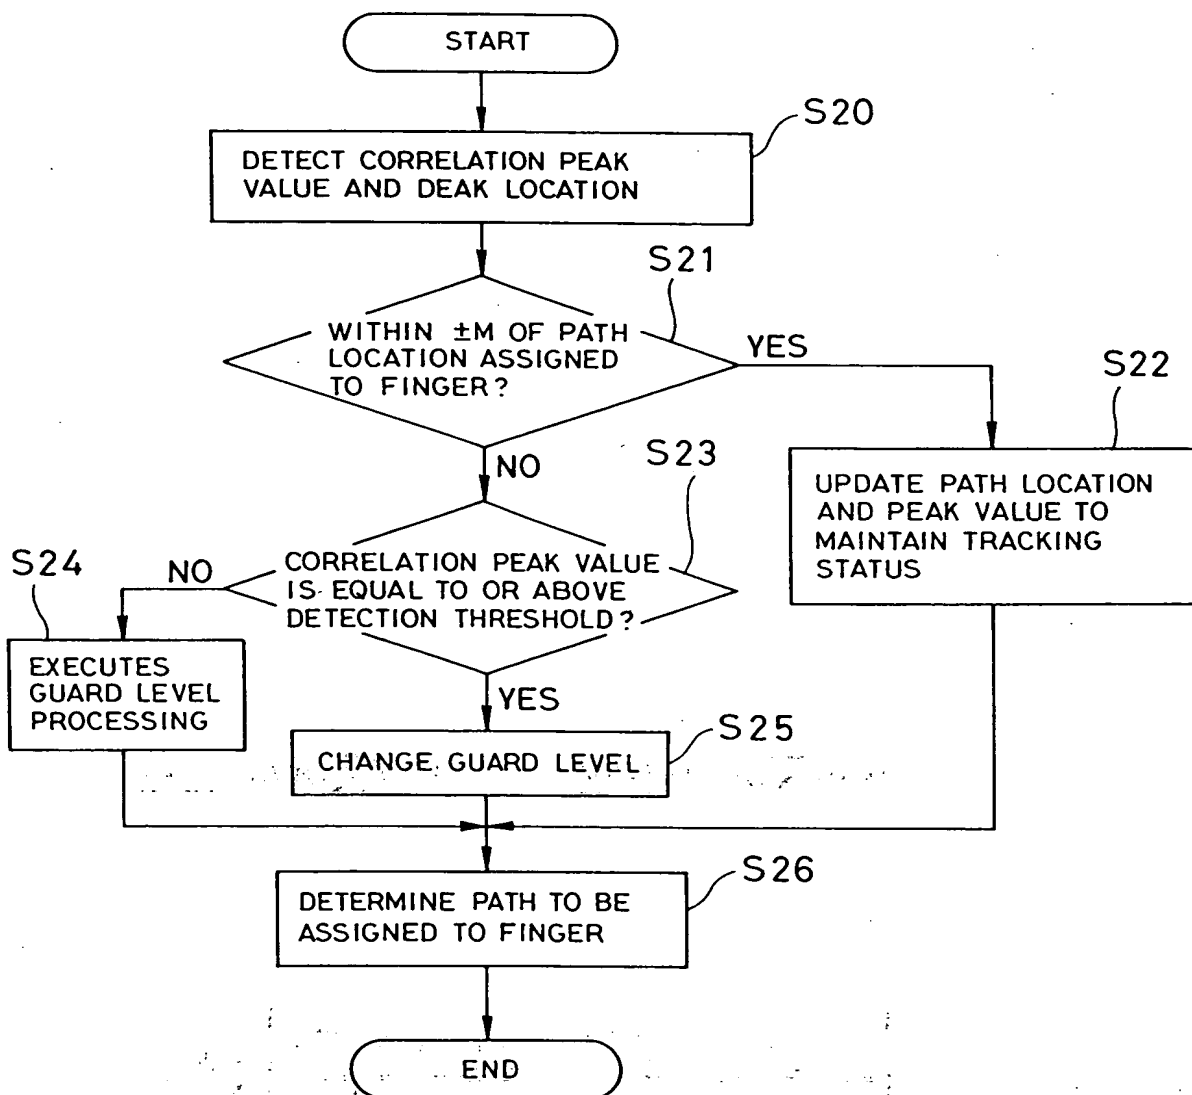 START
S20
DETECT CORRELATION PEAK
VALUE AND DEAK LOCATION
S21
WITHIN ±M OF PATH
LOCATION ASSIGNED
TO FINGER?
YES
S22
UPDATE PATH LOCATION
AND PEAK VALUE TO
MAINTAIN TRACKING
STATUS
NO
S23
CORRELATION PEAK VALUE
IS EQUAL TO OR ABOVE
DETECTION THRESHOLD?
NO
S24
EXECUTES
GUARD LEVEL
PROCESSING
YES
S25
CHANGE GUARD LEVEL
S26
DETERMINE PATH TO BE
ASSIGNED TO FINGER
END